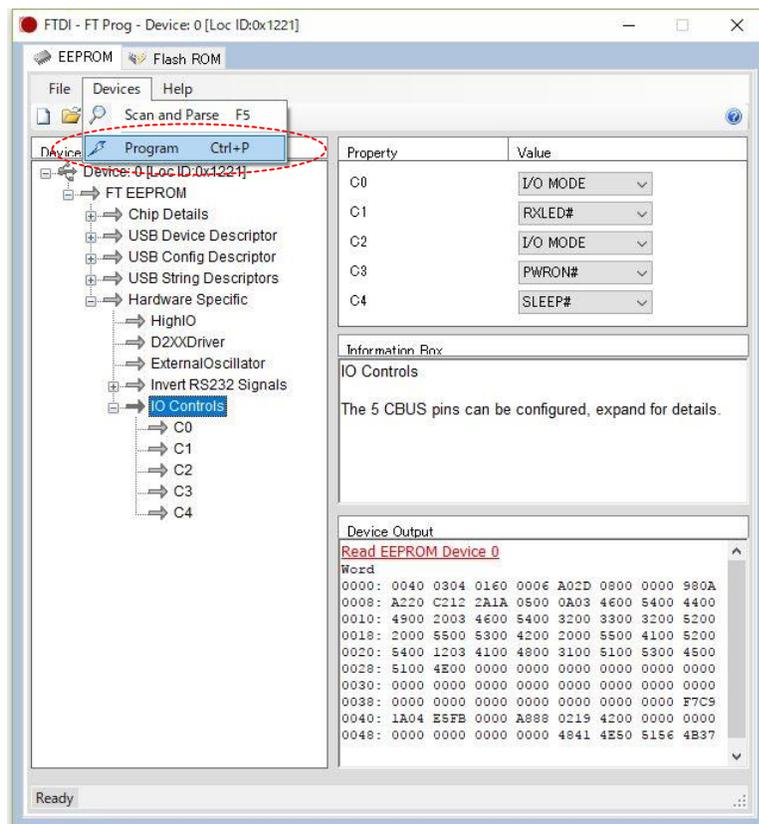 FTDI - FT Prog - Device: 0 [Loc ID:0x1221]
EEPROM Flash ROM
File Devices Help
Scan and Parse F5
Program Ctrl+P
Device
Device: 0 [Loc ID:0x1221]
FT EEPROM
Chip Details
USB Device Descriptor
USB Config Descriptor
USB String Descriptors
Hardware Specific
HighIO
D2XXDriver
ExternalOscillator
Invert RS232 Signals
IO Controls
C0
C1
C2
C3
C4
Property Value
C0 I/O MODE
C1 RXLED#
C2 I/O MODE
C3 PWRON#
C4 SLEEP#
Information Box
IO Controls
The 5 CBUS pins can be configured, expand for details.
Device Output
Read EEPROM Device 0
Word
0000: 0040 0304 0160 0006 A02D 0800 0000 980A
0008: A220 C212 2A1A 0500 0A03 4600 5400 4400
0010: 4900 2003 4600 5400 3200 3300 3200 5200
0018: 2000 5500 5300 4200 2000 5500 4100 5200
0020: 5400 1203 4100 4800 3100 5100 5300 4500
0028: 5100 4E00 0000 0000 0000 0000 0000 0000
0030: 0000 0000 0000 0000 0000 0000 0000 0000
0038: 0000 0000 0000 0000 0000 0000 0000 F7C9
0040: 1A04 E5FB 0000 A888 0219 4200 0000 0000
0048: 0000 0000 0000 0000 4841 4E50 5156 4B37
Ready